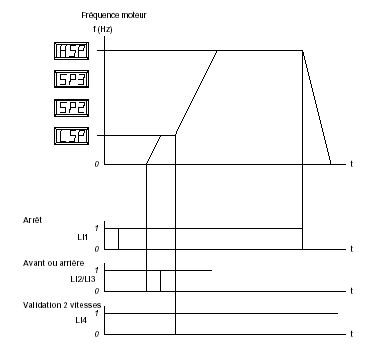 Fréquence moteur
f (Hz)
HSP
SP3
SP2
LSP
0
t
Arrêt
1
LI1
0
t
Avant ou arrière
1
LI2/LI3
0
t
Validation 2 vitesses
1
LI4
0
t